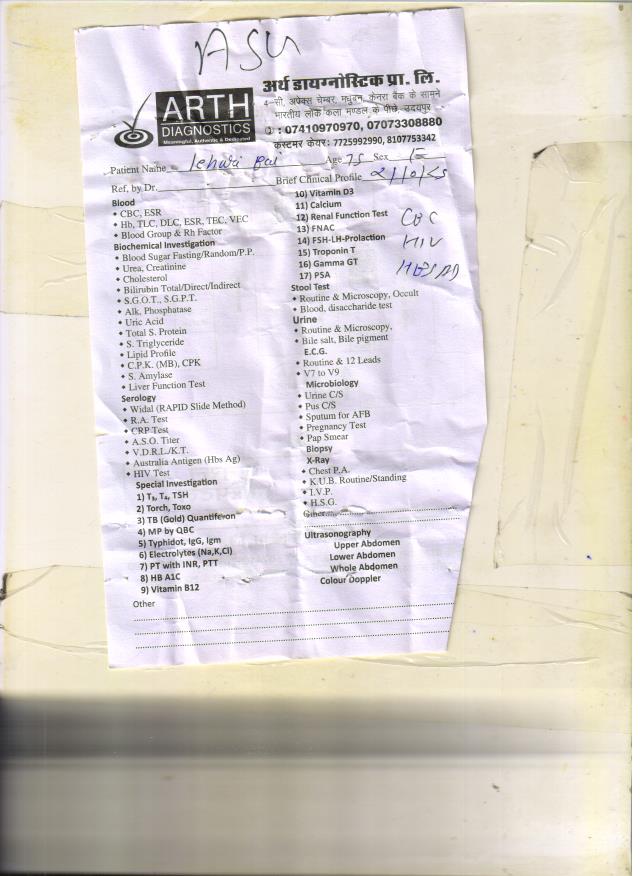 ASU
अर्थ डायग्नोस्टिक प्रा. लि.
ARTH
DIAGNOSTICS
Meaningful, Authentic & Dedicated
4-सी, अपेक्स चेम्बर, मधुबन, केनरा बैंक के सामने
भारतीय लोक कला मण्डल के पीछे, उदयपुर
✆ : 07410970970, 07073308880
कस्टमर केयर: 7725992990, 8107753342
Patient Name Age 75 Sex F
Ref, by Dr. Brief Clinical Profile
Blood
• CBC, ESR
• Hb, TLC, DLC, ESR, TEC, VEC
• Blood Group & Rh Factor
Biochemical Investigation
• Blood Sugar Fasting/Random/P.P.
• Urea, Creatinine
• Cholesterol
• Bilirubin Total/Direct/Indirect
• S.G.O.T., S.G.P.T.
• Alk. Phosphatase
• Uric Acid
• Total S. Protein
• S. Triglyceride
• Lipid Profile
• C.P.K. (MB), CPK
• S. Amylase
• Liver Function Test
Serology
• Widal (RAPID Slide Method)
• R.A. Test
• CRP Test
• A.S.O. Titer
• V.D.R.L./K.T.
• Australia Antigen (Hbs Ag)
• HIV Test
Special Investigation
1) T₃, T₄, TSH
2) Torch, Toxo
3) TB (Gold) Quantiferon
4) MP by QBC
5) Typhidot, IgG, Igm
6) Electrolytes (Na,K,Cl)
7) PT with INR, PTT
8) HB A1C
9) Vitamin B12
Other
10) Vitamin D3
11) Calcium
12) Renal Function Test
13) FNAC
14) FSH-LH-Prolaction
15) Troponin T
16) Gamma GT
17) PSA
CBC
HIV
Stool Test
• Routine & Microscopy, Occult
• Blood, disaccharide test
Urine
• Routine & Microscopy,
• Bile salt, Bile pigment
E.C.G.
• Routine & 12 Leads
• V7 to V9
Microbiology
• Urine C/S
• Pus C/S
• Sputum for AFB
• Pregnancy Test
• Pap Smear
Biopsy
X-Ray
• Chest P.A.
• K.U.B. Routine/Standing
• I.V.P.
• H.S.G.
Other
Ultrasonography
Upper Abdomen
Lower Abdomen
Whole Abdomen
Colour Doppler